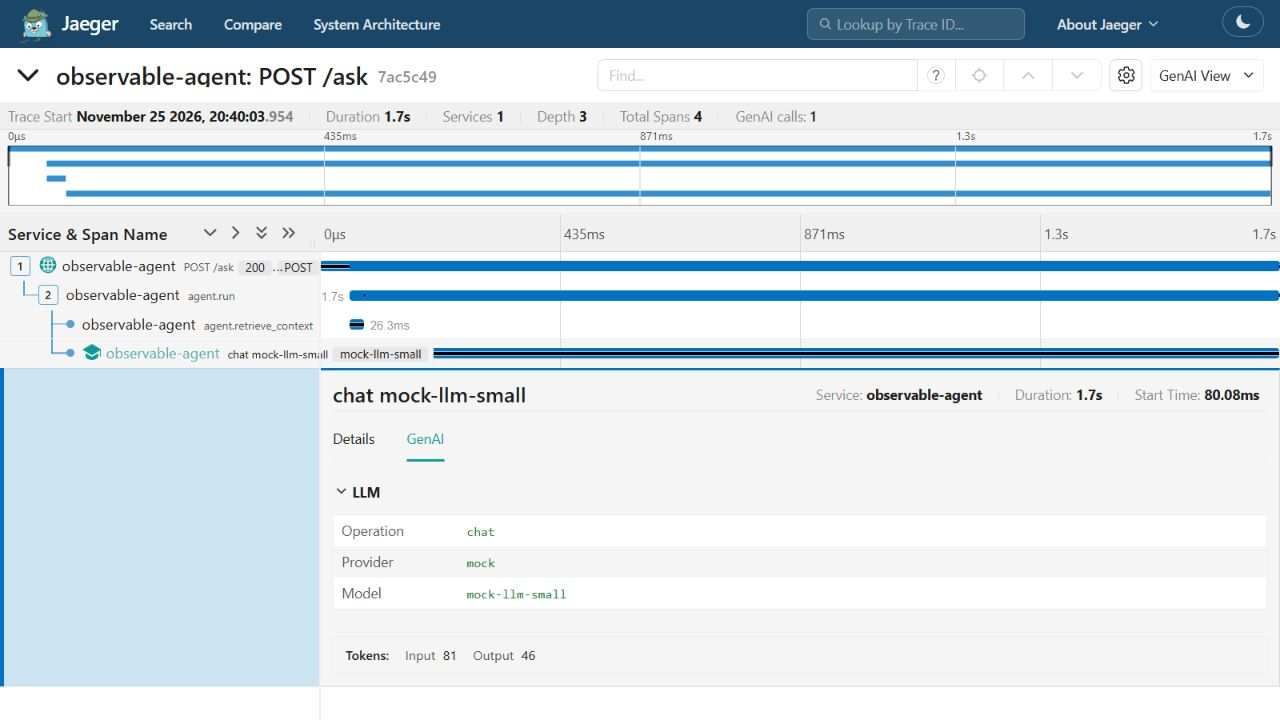 Jaeger Search Compare System Architecture Lookup by Trace ID... About Jaeger
observable-agent: POST /ask 7ac5c49 Find... ? GenAI View
Trace Start November 25 2026, 20:40:03.954 Duration 1.7s Services 1 Depth 3 Total Spans 4 GenAI calls: 1
0μs 435ms 871ms 1.3s 1.7s
Service & Span Name 0μs 435ms 871ms 1.3s 1.7s
1 observable-agent POST /ask 200 ...POST
2 observable-agent agent.run 1.7s
observable-agent agent.retrieve_context 26.3ms
observable-agent chat mock-llm-small mock-llm-small
chat mock-llm-small Service: observable-agent Duration: 1.7s Start Time: 80.08ms
Details GenAI
LLM
Operation chat
Provider mock
Model mock-llm-small
Tokens: Input 81 Output 46